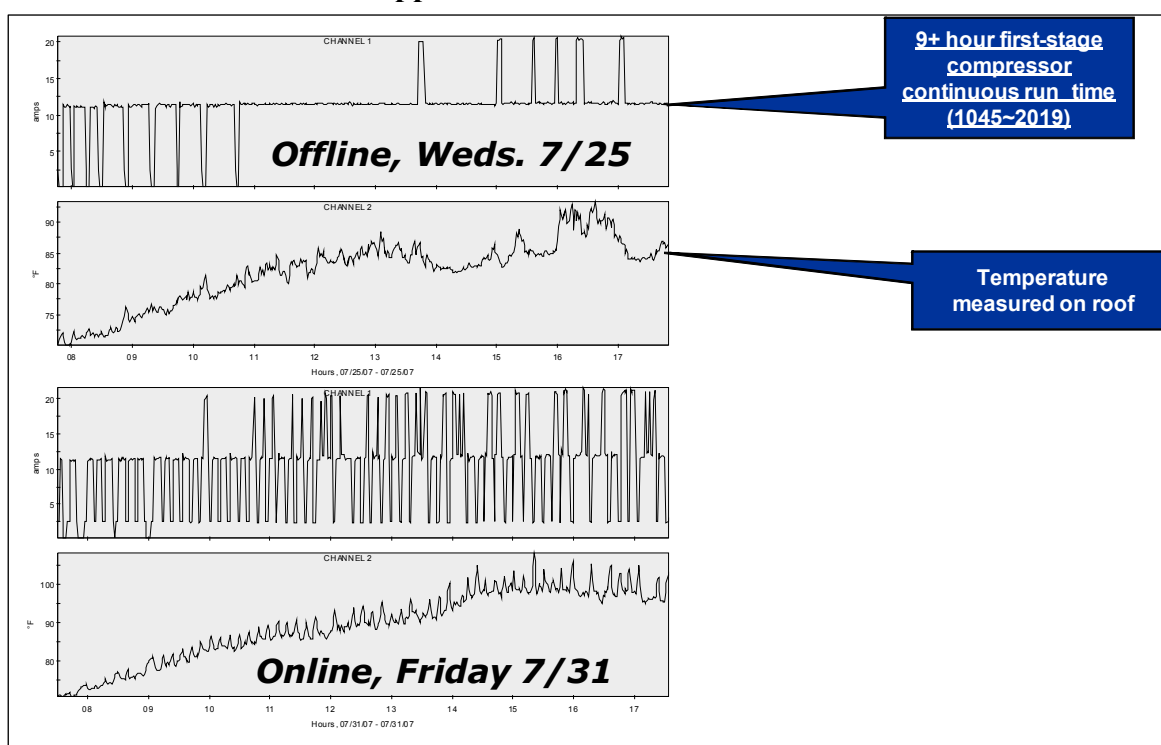 pp
CHANNEL 1
20
15
10
5
amps
Offline, Weds. 7/25
9+ hour first-stage
compressor
continuous run time
(1045~2019)
CHANNEL 2
90
85
80
75
°F
Temperature
measured on roof
08 09 10 11 12 13 14 15 16 17
Hours, 07/25/07 - 07/25/07
CHANNEL 1
20
15
10
5
amps
CHANNEL 2
100
90
80
°F
Online, Friday 7/31
08 09 10 11 12 13 14 15 16 17
Hours, 07/31/07 - 07/31/07